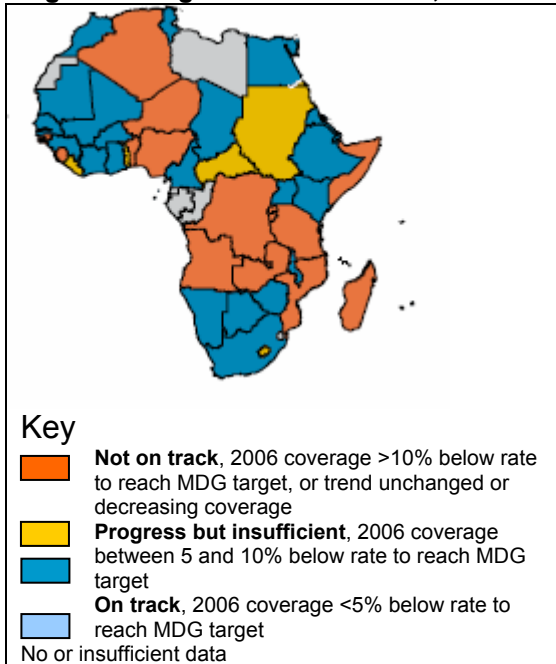 Key
Not on track, 2006 coverage >10% below rate
to reach MDG target, or trend unchanged or
decreasing coverage
Progress but insufficient, 2006 coverage
between 5 and 10% below rate to reach MDG
target
On track, 2006 coverage <5% below rate to
reach MDG target
No or insufficient data